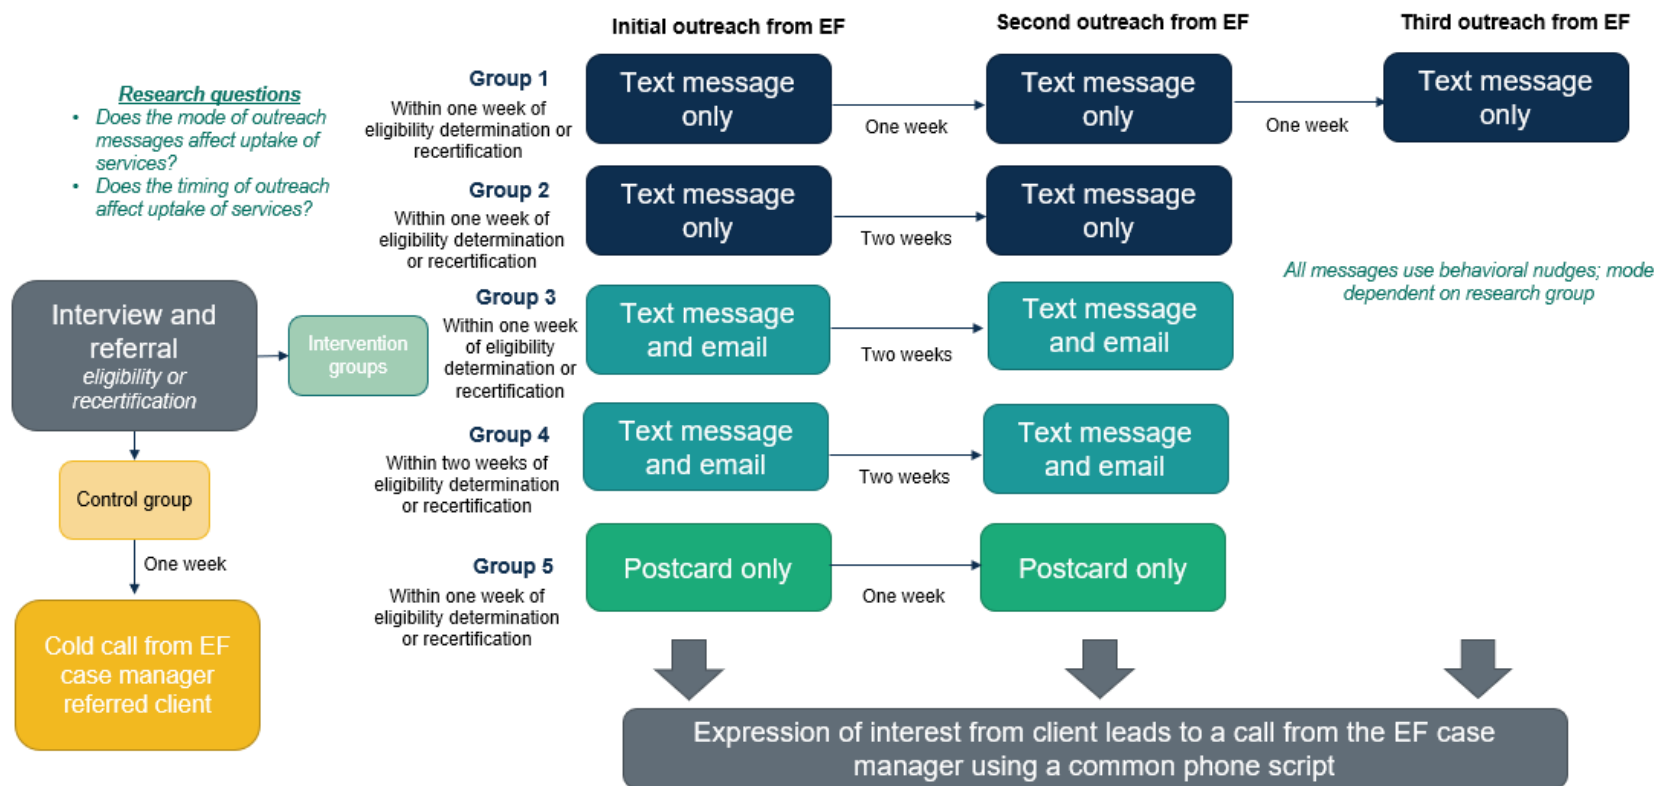 Initial outreach from EF
Second outreach from EF
Third outreach from EF
Research questions
• Does the mode of outreach
messages affect uptake of
services?
• Does the timing of outreach
affect uptake of services?
Group 1
Within one week of
eligibility determination or
recertification
Text message
only
One week
Text message
only
One week
Text message
only
Group 2
Within one week of
eligibility determination
or recertification
Text message
only
Two weeks
Text message
only
All messages use behavioral nudges; mode
dependent on research group
Interview and
referral
eligibility or
recertification
Intervention
groups
Group 3
Within one week
of eligibility
determination or
recertification
Text message
and email
Two weeks
Text message
and email
Group 4
Within two weeks of
eligibility determination
or recertification
Text message
and email
Two weeks
Text message
and email
Control group
One week
Cold call from EF
case manager
referred client
Group 5
Within one week of
eligibility determination
or recertification
Postcard only
One week
Postcard only
Expression of interest from client leads to a call from the EF case
manager using a common phone script